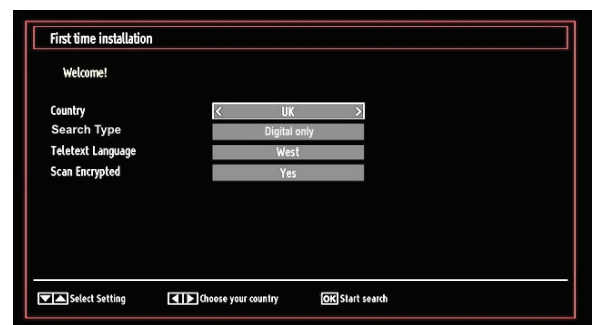 First time installation
Welcome!
Country < UK >
Search Type Digital only
Teletext Language West
Scan Encrypted Yes
Select Setting Choose your country OK Start search